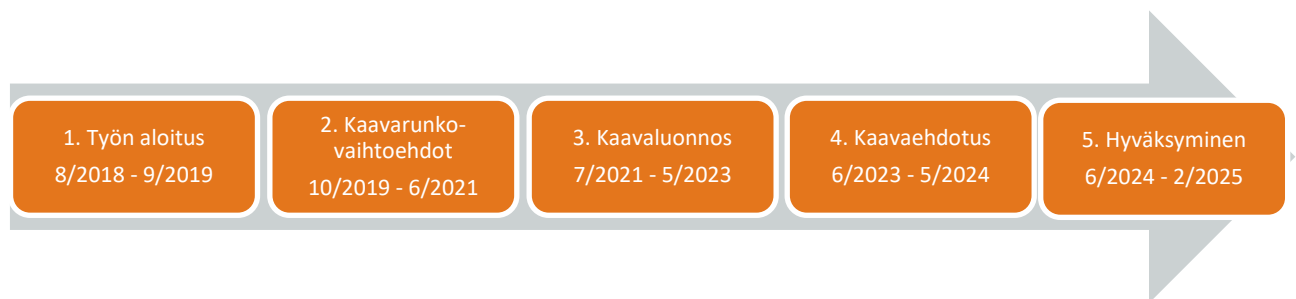 1. Työn aloitus
8/2018 - 9/2019
2. Kaavarunko-
vaihtoehdot
10/2019 - 6/2021
3. Kaavaluonnos
7/2021 - 5/2023
4. Kaavaehdotus
6/2023 - 5/2024
5. Hyväksyminen
6/2024 - 2/2025